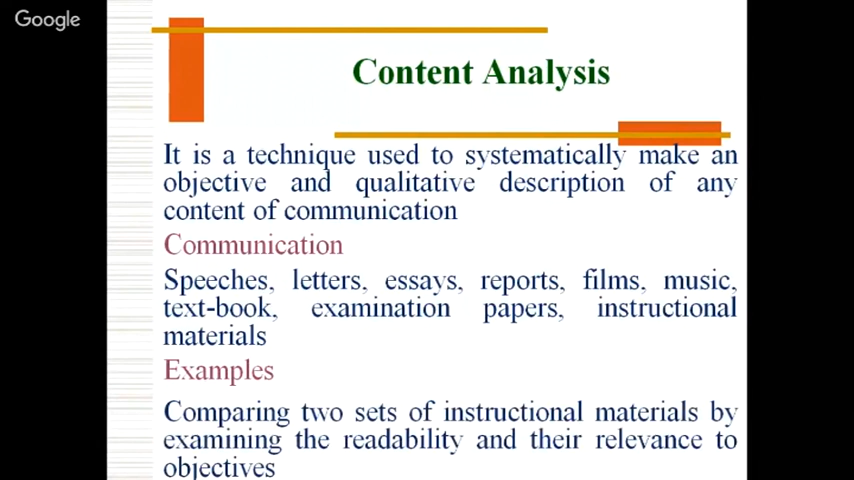 Google
Content Analysis
It is a technique used to systematically make an
objective and qualitative description of any
content of communication
Communication
Speeches, letters, essays, reports, films, music,
text-book, examination papers, instructional
materials
Examples
Comparing two sets of instructional materials by
examining the readability and their relevance to
objectives